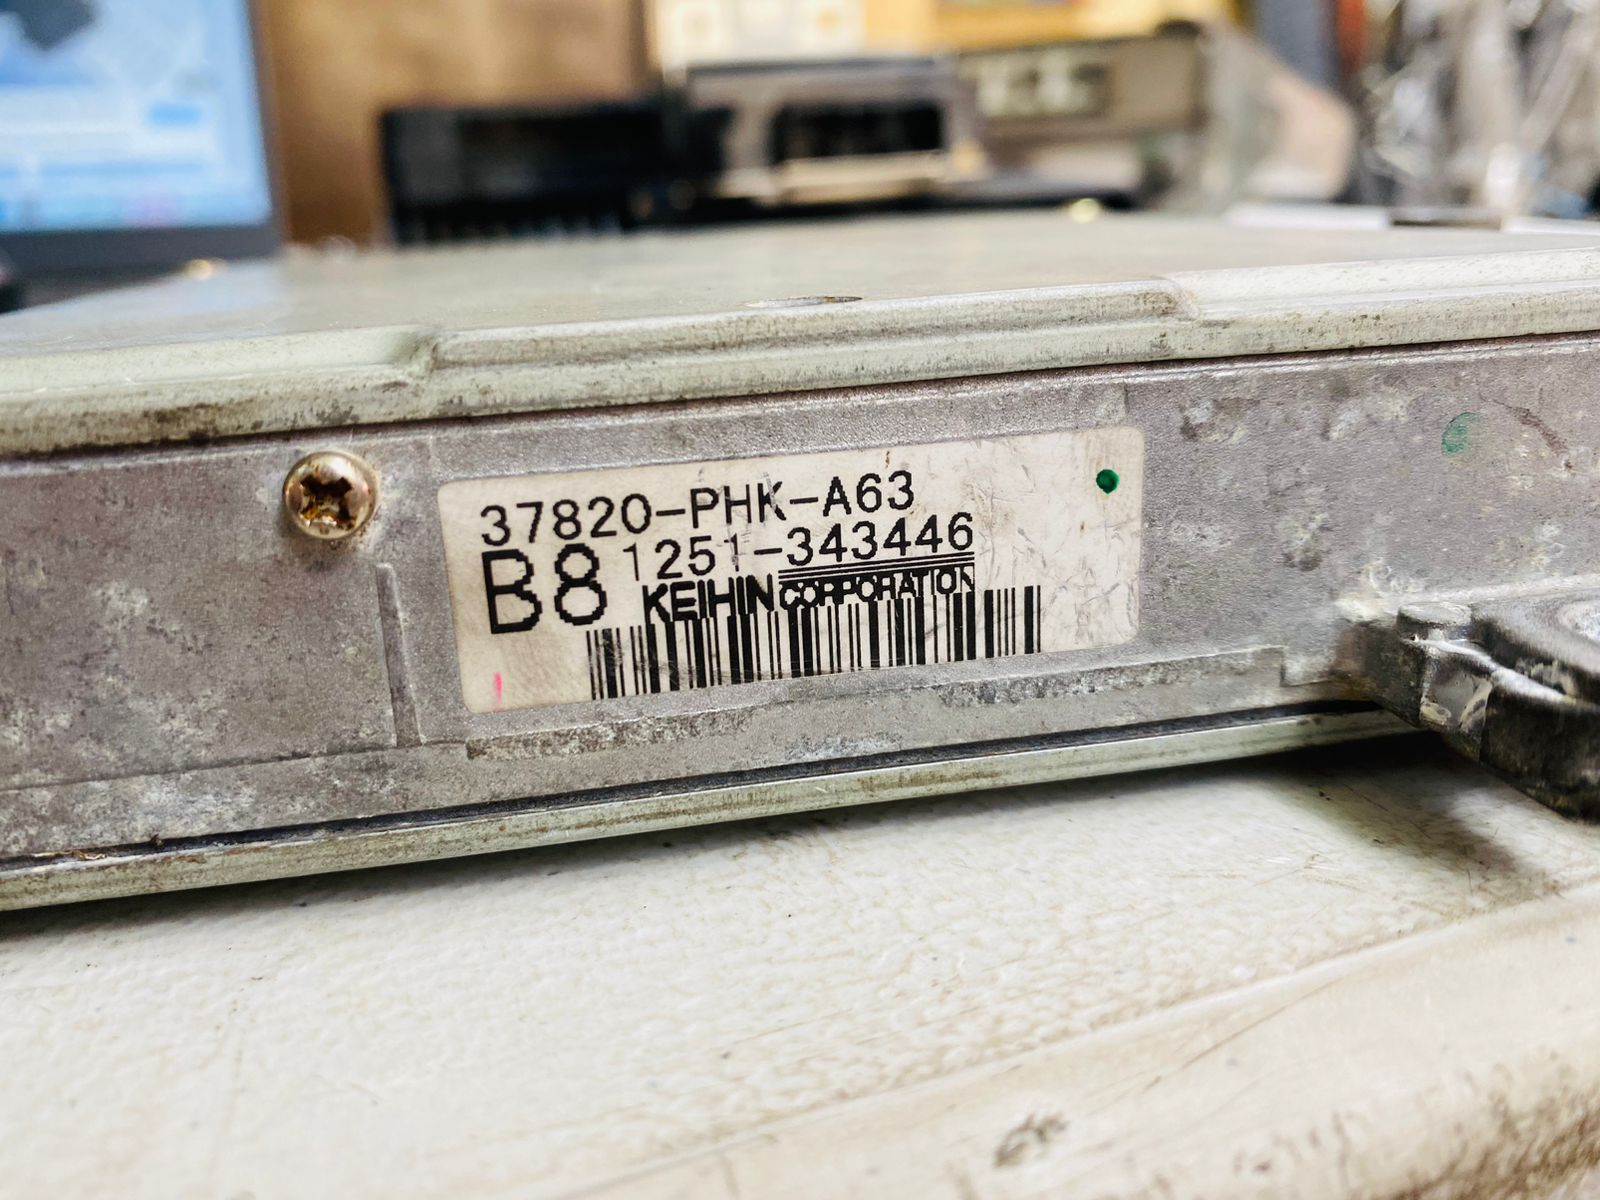 37820-PHK-A63
B8 1251-343446
KEIHIN CORPORATION